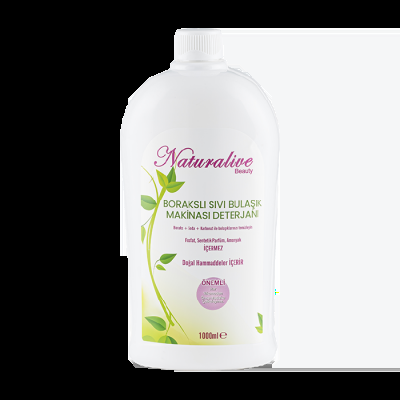 Naturalive
Beauty
BORAKSLI SIVI BULAŞIK
MAKİNASI DETERJANI
Fosfat, Sentetik Parfüm, Amonyak
İÇERMEZ
Doğal Hammaddeler İÇERİR
ÖNEMLİ
1000ml e